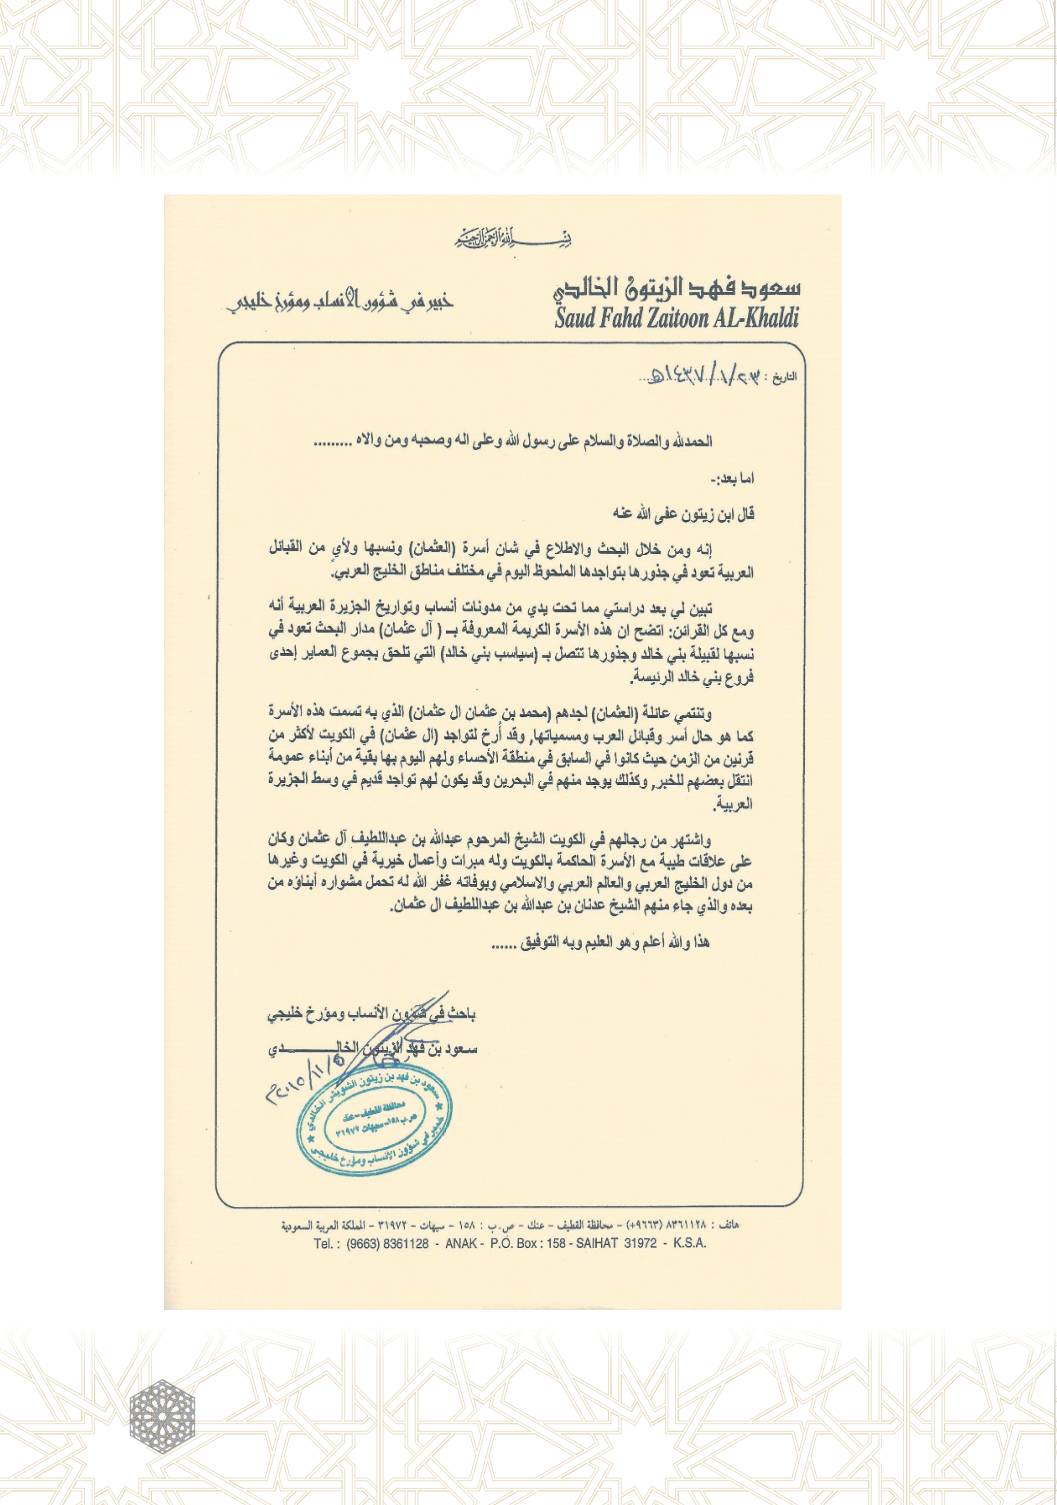 بسم الله الرحمن الرحيم
سعود فهد الزيتون الخالدي
Saud Fahd Zaitoon AL-Khaldi
خبير في شؤون الأنساب ومؤرخ خليجي
التاريخ : ١٤٣٧/١/٢٣هـ
الحمدلله والصلاة والسلام على رسول الله وعلى اله وصحبه ومن والاه .........
اما بعد:-
قال ابن زيتون عفى الله عنه
إنه ومن خلال البحث والاطلاع في شان أسرة (العثمان) ونسبها ولأي من القبائل
العربية تعود في جذورها بتواجدها الملحوظ اليوم في مختلف مناطق الخليج العربي.
تبين لي بعد دراستي مما تحت يدي من مدونات أنساب وتواريخ الجزيرة العربية أنه
ومع كل القرائن: اتضح ان هذه الأسرة الكريمة المعروفة بــ ( آل عثمان) مدار البحث تعود في
نسبها لقبيلة بني خالد وجذورها تتصل بـ (سياسب بني خالد) التي تلحق بجموع العماير إحدى
فروع بني خالد الرئيسة.
وتنتمي عائلة (العثمان) لجدهم (محمد بن عثمان ال عثمان) الذي به تسمت هذه الأسرة
كما هو حال أسر وقبائل العرب ومسمياتها, وقد أرخ لتواجد (ال عثمان) في الكويت لأكثر من
قرنين من الزمن حيث كانوا في السابق في منطقة الأحساء ولهم اليوم بها بقية من أبناء عمومة
انتقل بعضهم للخبر, وكذلك يوجد منهم في البحرين وقد يكون لهم تواجد قديم في وسط الجزيرة
العربية.
واشتهر من رجالهم في الكويت الشيخ المرحوم عبدالله بن عبداللطيف آل عثمان وكان
على علاقات طيبة مع الأسرة الحاكمة بالكويت وله مبرات وأعمال خيرية في الكويت وغيرها
من دول الخليج العربي والعالم العربي والاسلامي وبوفاته غفر الله له تحمل مشواره أبناؤه من
بعده والذي جاء منهم الشيخ عدنان بن عبدالله بن عبداللطيف ال عثمان.
هذا والله أعلم وهو العليم وبه التوفيق ......
باحث في شؤون الأنساب ومؤرخ خليجي
سعود بن فهد الزيتون الخالـــــــدي
٢٠١٥/١١/٥م
سعود بن فهد بن زيتون الشويش الخالدي
محافظة القطيف - عنك
ص ب ١٥٨ - سيهات ٣١٩٧٢
خبير في شؤون الأنساب ومؤرخ خليجي
هاتف : ٨٣٦١١٢٨ (٩٦٦٣+) – محافظة القطيف – عنك – ص.ب : ١٥٨ – سيهات – ٣١٩٧٢ – المملكة العربية السعودية
Tel. : (9663) 8361128 - ANAK - P.O. Box : 158 - SAIHAT 31972 - K.S.A.